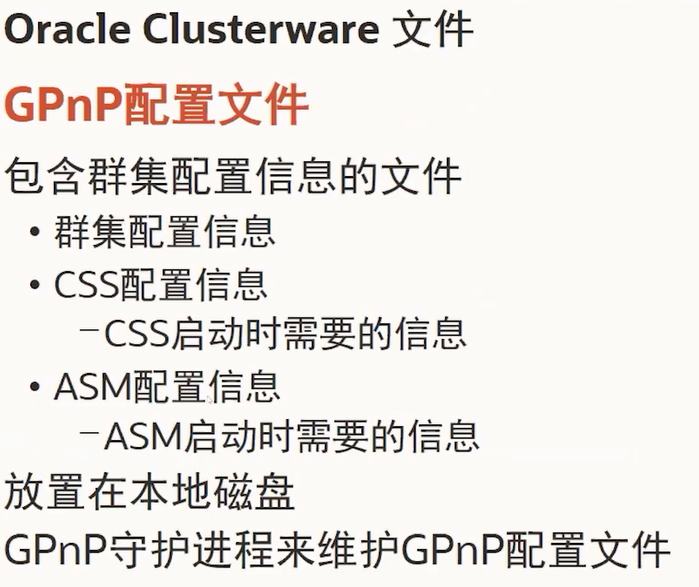 Oracle Clusterware 文件
GPnP配置文件
包含群集配置信息的文件
• 群集配置信息
• CSS配置信息
–CSS启动时需要的信息
• ASM配置信息
–ASM启动时需要的信息
放置在本地磁盘
GPnP守护进程来维护GPnP配置文件